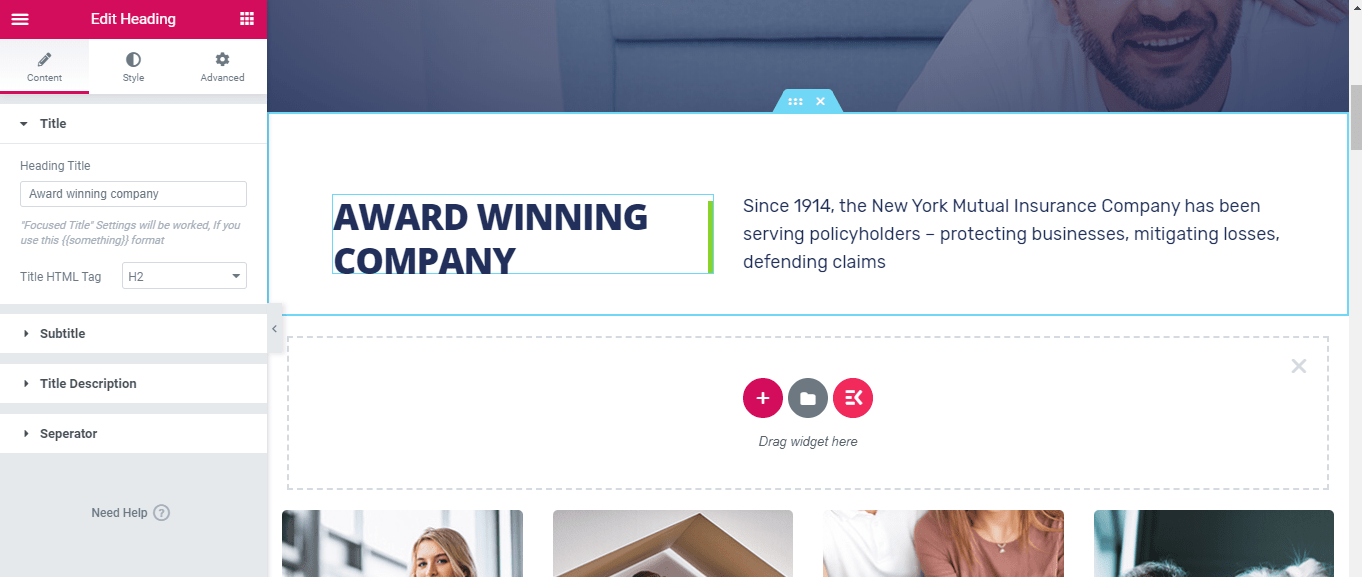 Edit Heading
Content
Style
Advanced
Title
Heading Title
Award winning company
"Focused Title" Settings will be worked, If you
use this {{something}} format
Title HTML Tag
H2
Subtitle
Title Description
Seperator
Need Help ?
AWARD WINNING
COMPANY
Since 1914, the New York Mutual Insurance Company has been
serving policyholders – protecting businesses, mitigating losses,
defending claims
Drag widget here